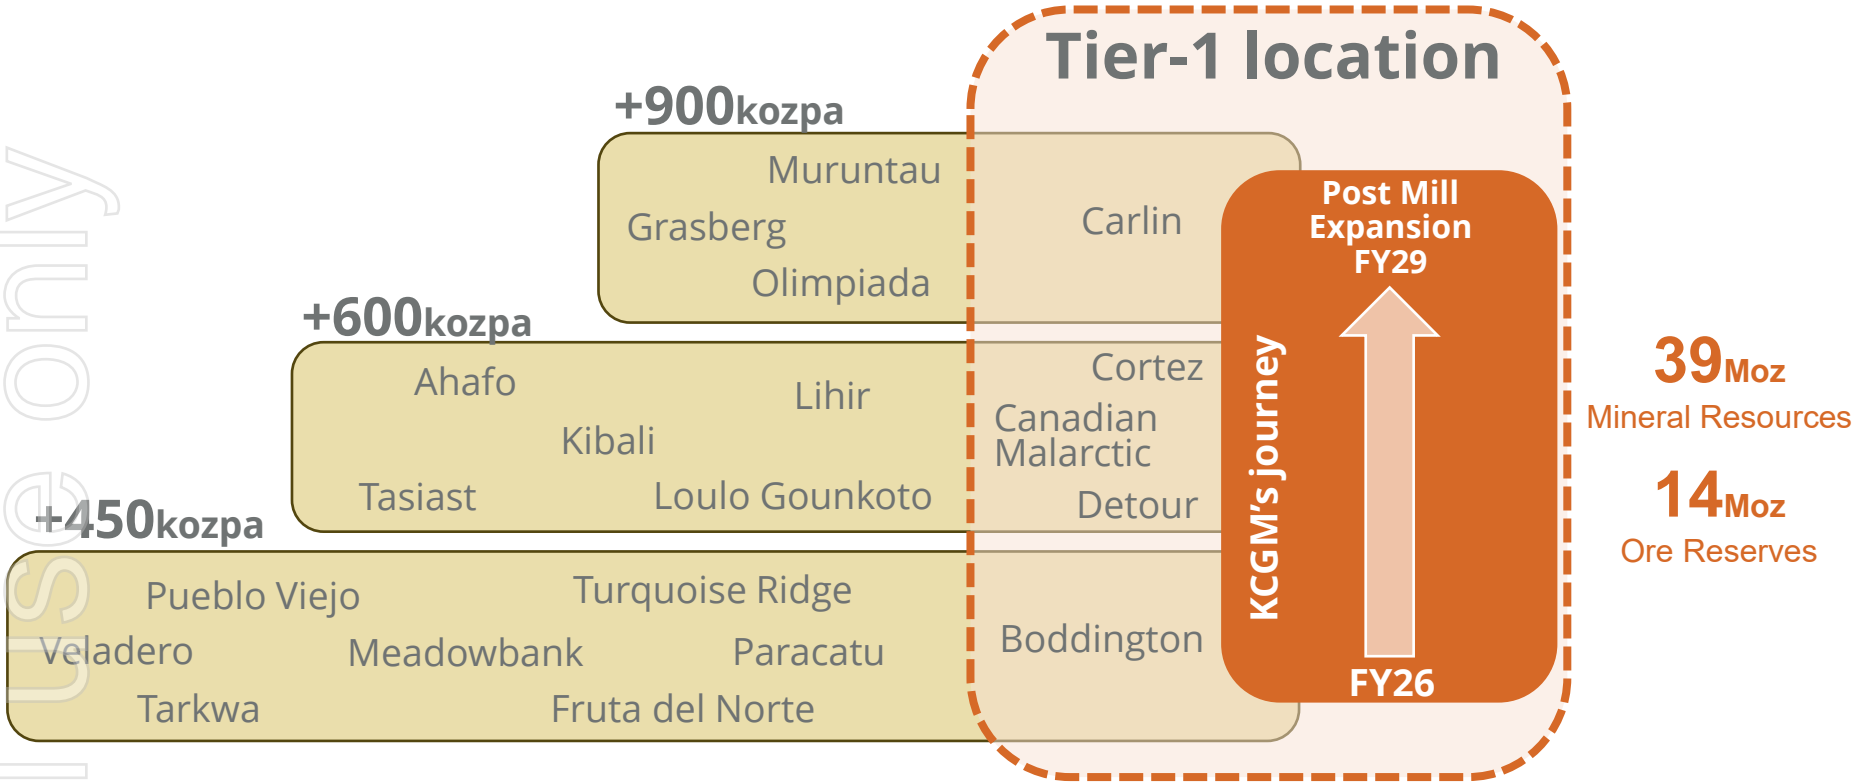 Tier-1 location
+900kozpa
Muruntau
Grasberg
Olimpiada
Carlin
Post Mill
Expansion
FY29
+600kozpa
Ahafo
Lihir
Kibali
Tasiast
Loulo Gounkoto
Cortez
Canadian
Malarctic
Detour
KCGM's journey
39Moz
Mineral Resources
14Moz
Ore Reserves
+450kozpa
Pueblo Viejo
Turquoise Ridge
Veladero
Meadowbank
Paracatu
Tarkwa
Fruta del Norte
Boddington
FY26
l use only